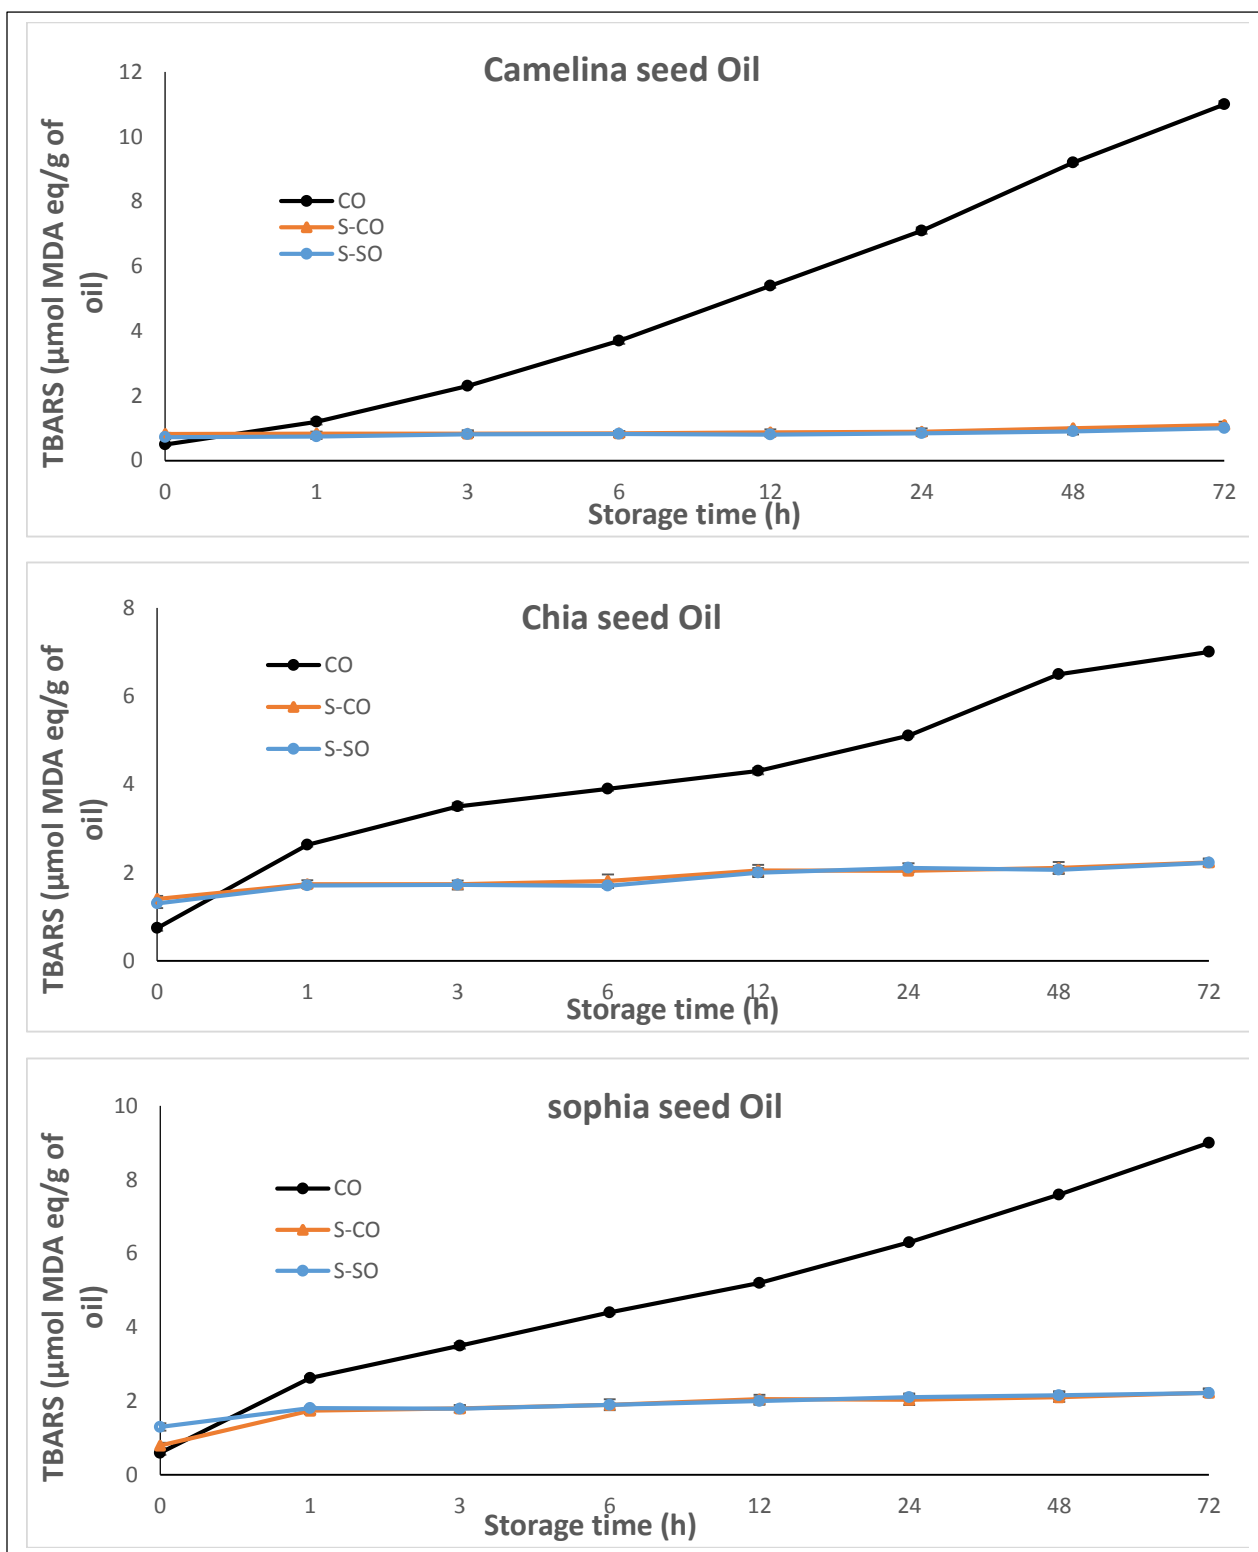 Camelina seed Oil
TBARS (µmol MDA eq/g of
oil)
12
10
8
6
4
2
0
CO
S-CO
S-SO
0 1 3 6 12 24 48 72
Storage time (h)
Chia seed Oil
TBARS (µmol MDA eq/g of
oil)
8
6
4
2
0
CO
S-CO
S-SO
0 1 3 6 12 24 48 72
Storage time (h)
sophia seed Oil
TBARS (µmol MDA eq/g of
oil)
10
8
6
4
2
0
CO
S-CO
S-SO
0 1 3 6 12 24 48 72
Storage time (h)